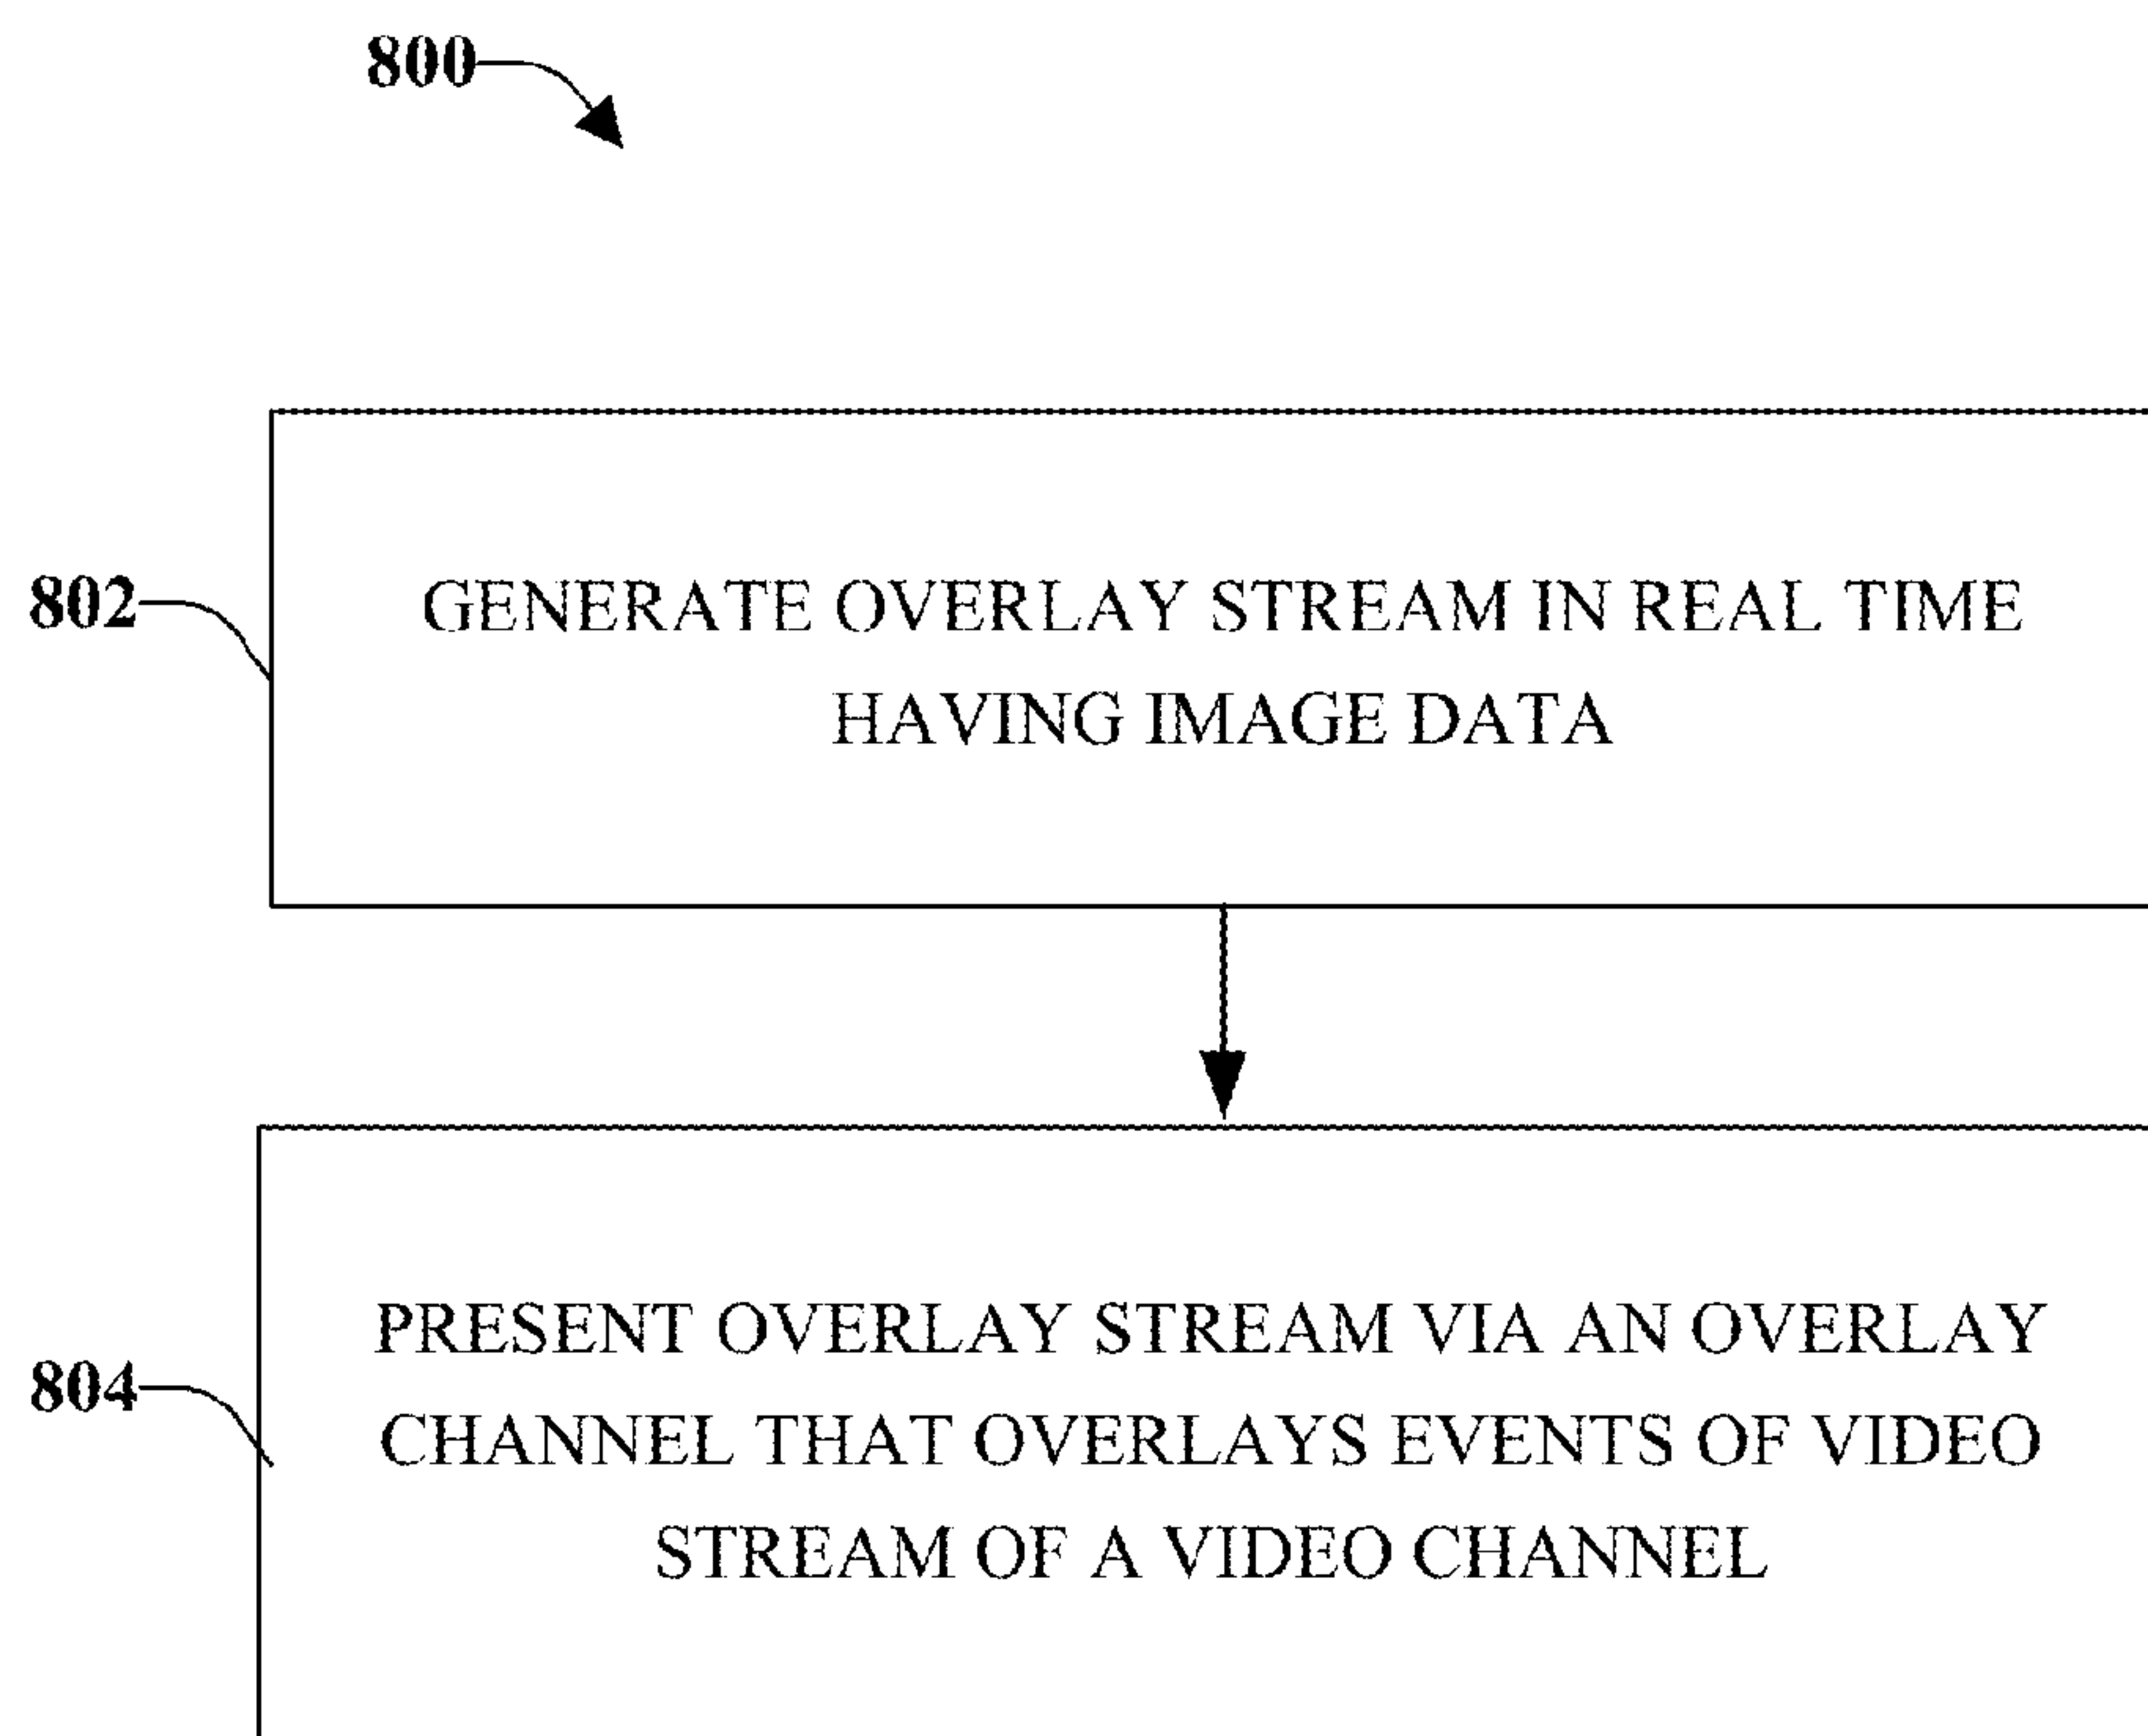 800
802
GENERATE OVERLAY STREAM IN REAL TIME
HAVING IMAGE DATA
804
PRESENT OVERLAY STREAM VIA AN OVERLAY
CHANNEL THAT OVERLAYS EVENTS OF VIDEO
STREAM OF A VIDEO CHANNEL